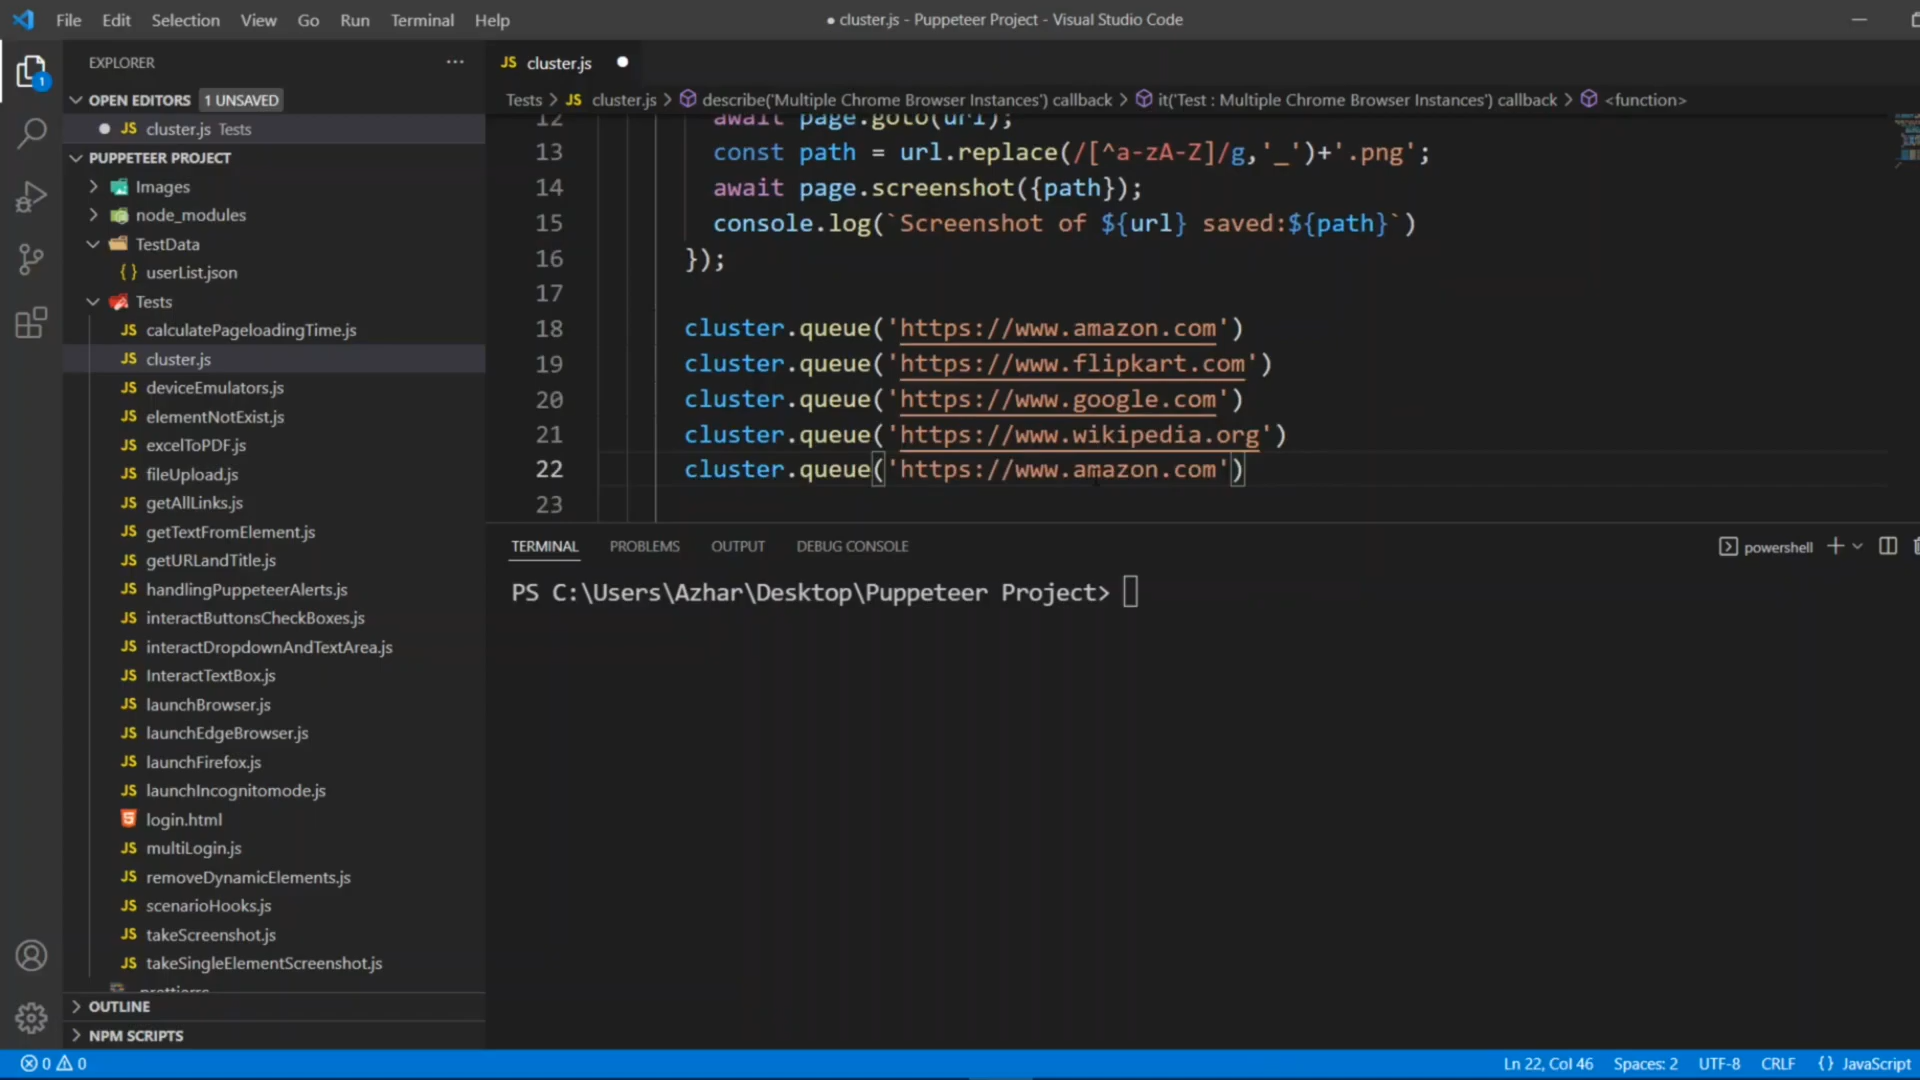 File Edit Selection View Go Run Terminal Help
● cluster.js - Puppeteer Project - Visual Studio Code
EXPLORER
···
1
OPEN EDITORS 1 UNSAVED
JS cluster.js Tests
PUPPETEER PROJECT
Images
node_modules
TestData
{} userList.json
Tests
JS calculatePageloadingTime.js
JS cluster.js
JS deviceEmulators.js
JS elementNotExist.js
JS excelToPDF.js
JS fileUpload.js
JS getAllLinks.js
JS getTextFromElement.js
JS getURLandTitle.js
JS handlingPuppeteerAlerts.js
JS interactButtonsCheckBoxes.js
JS interactDropdownAndTextArea.js
JS InteractTextBox.js
JS launchBrowser.js
JS launchEdgeBrowser.js
JS launchFirefox.js
JS launchIncognitomode.js
5 login.html
JS multiLogin.js
JS removeDynamicElements.js
JS scenarioHooks.js
JS takeScreenshot.js
JS takeSingleElementScreenshot.js
OUTLINE
NPM SCRIPTS
JS cluster.js
Tests > JS cluster.js > describe('Multiple Chrome Browser Instances') callback > it('Test : Multiple Chrome Browser Instances') callback > <function>
12 await page.goto(url);
13 const path = url.replace(/[^a-zA-Z]/g,'_')+'.png';
14 await page.screenshot({path});
15 console.log(`Screenshot of ${url} saved:${path}`)
16 });
17
18 cluster.queue('https://www.amazon.com')
19 cluster.queue('https://www.flipkart.com')
20 cluster.queue('https://www.google.com')
21 cluster.queue('https://www.wikipedia.org')
22 cluster.queue('https://www.amazon.com')
23
TERMINAL PROBLEMS OUTPUT DEBUG CONSOLE
powershell
PS C:\Users\Azhar\Desktop\Puppeteer Project>
0 0
Ln 22, Col 46 Spaces: 2 UTF-8 CRLF {} JavaScript